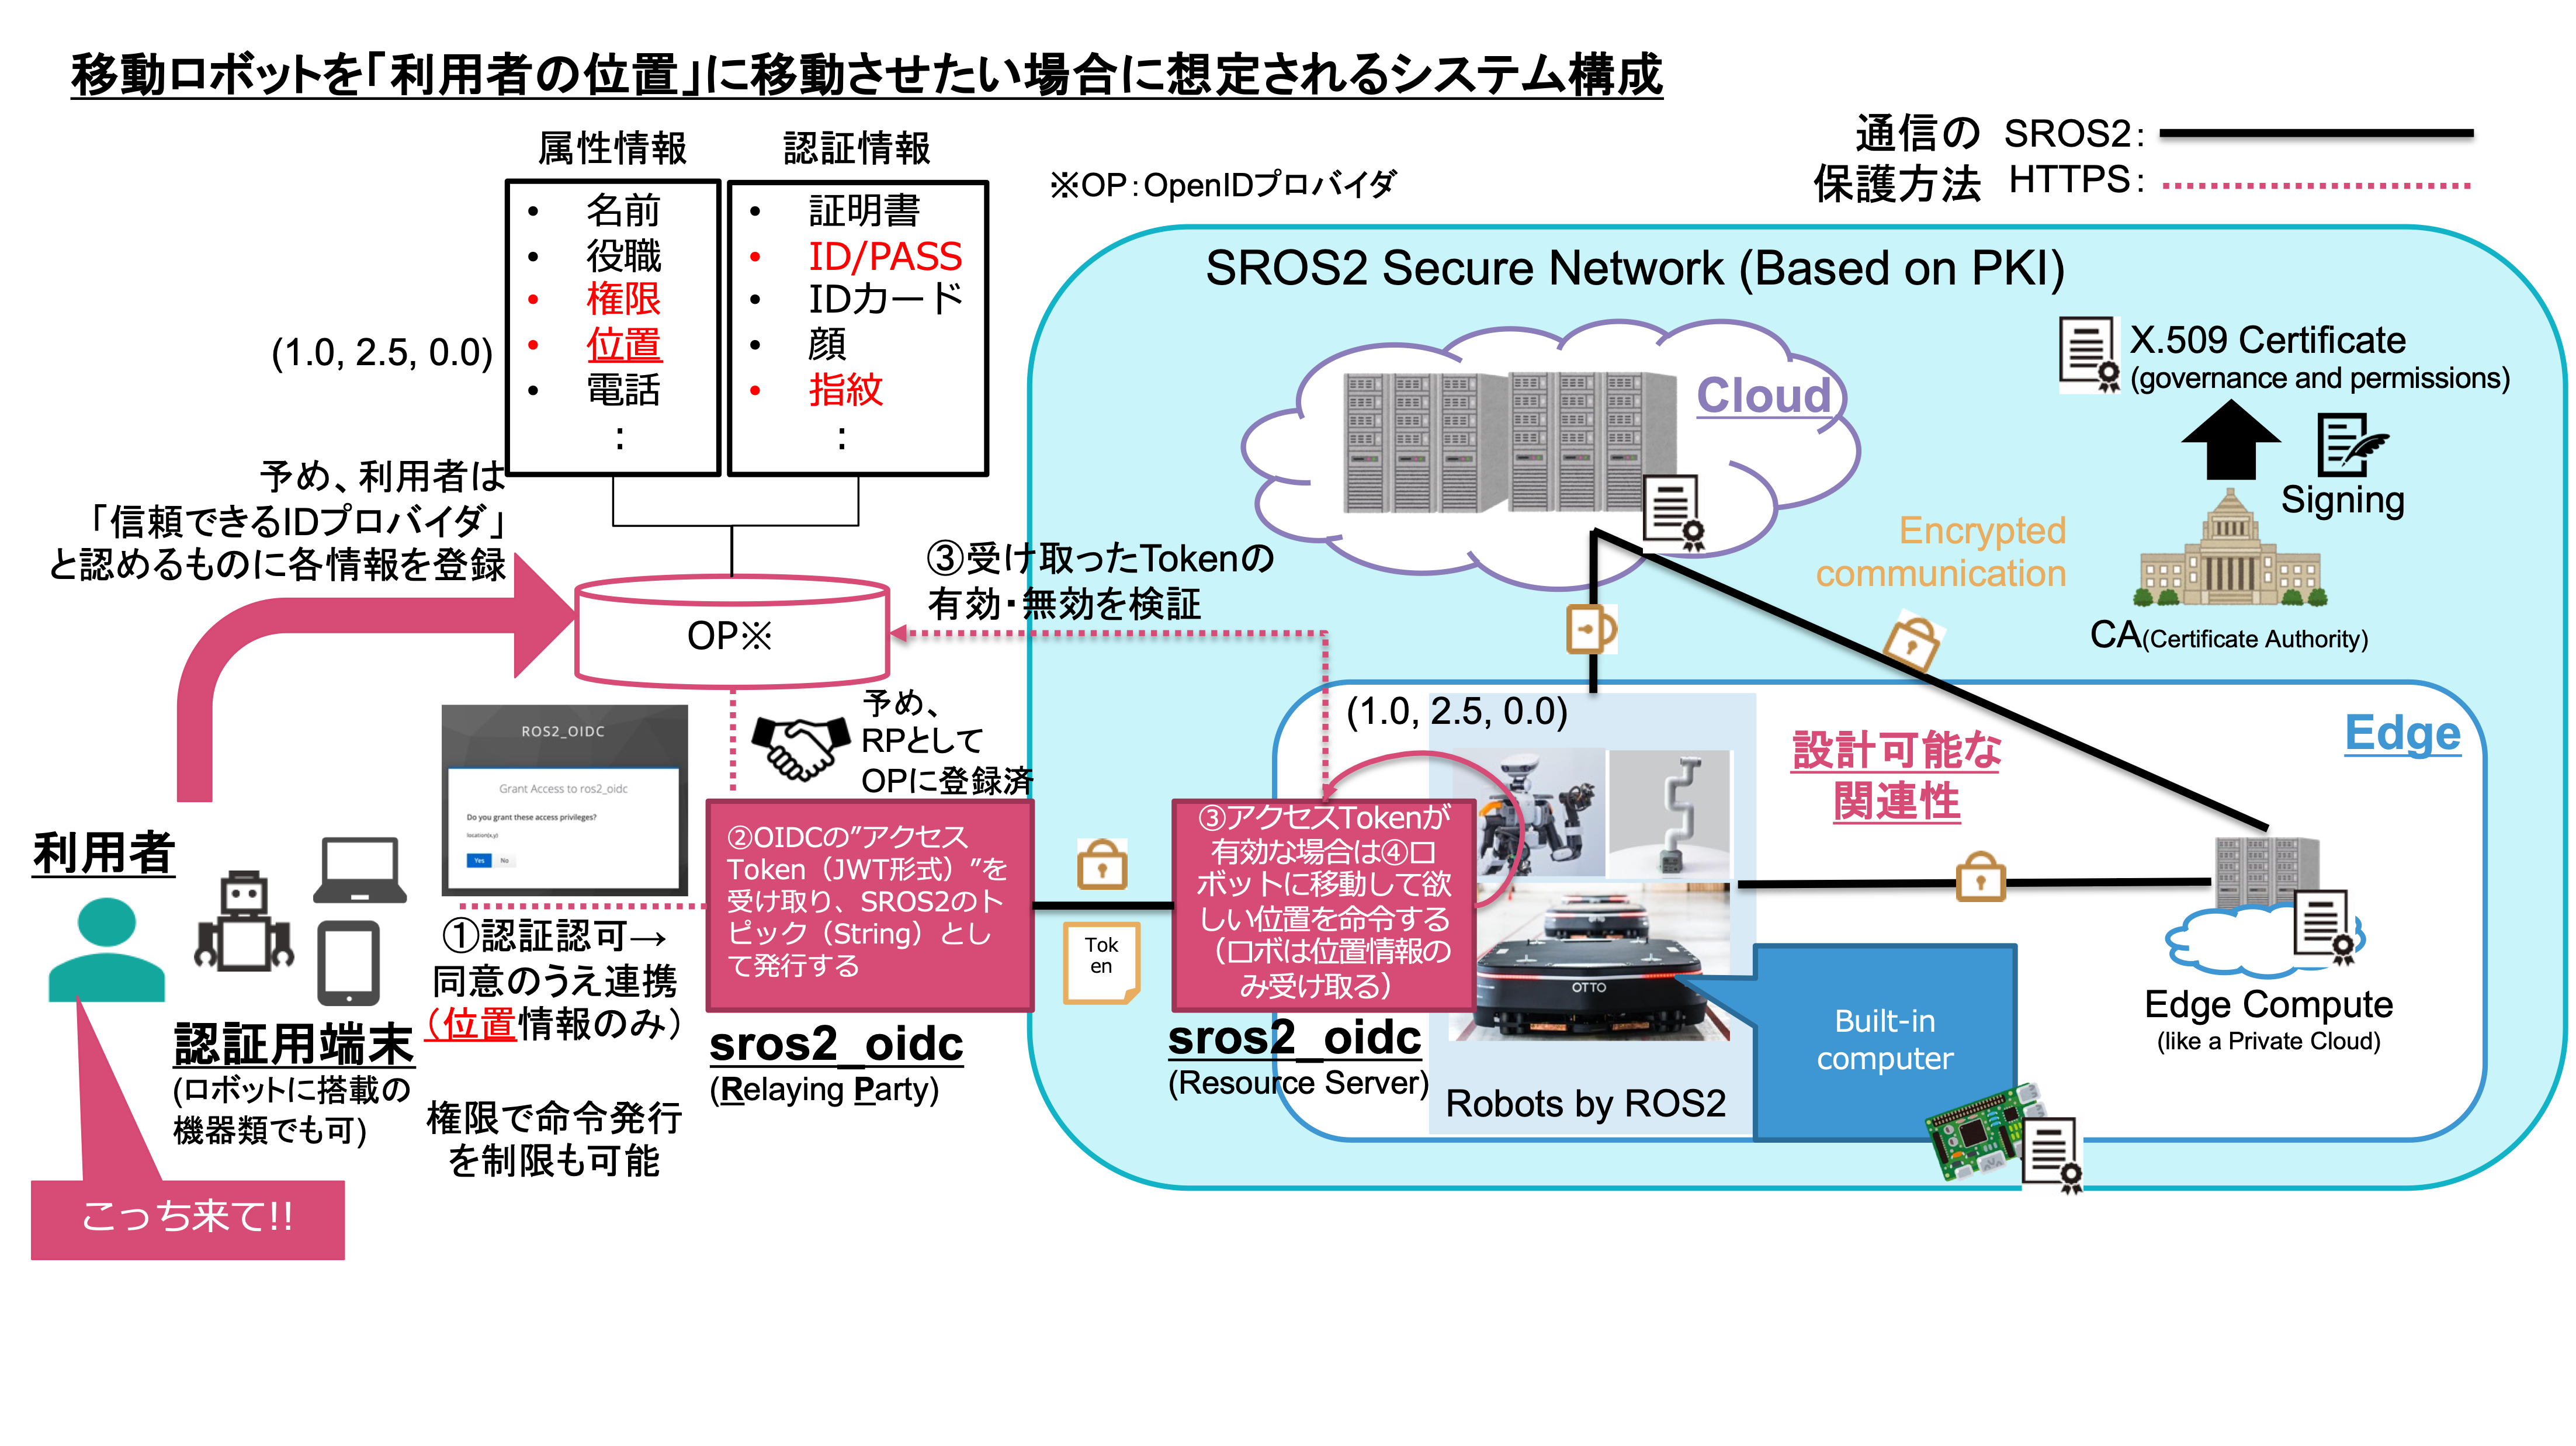 移動ロボットを「利用者の位置」に移動させたい場合に想定されるシステム構成
通信の
保護方法
SROS2:
HTTPS:
属性情報
認証情報
• 名前
• 役職
• 権限
• 位置
• 電話
:
• 証明書
• ID/PASS
• IDカード
• 顔
• 指紋
:
(1.0, 2.5, 0.0)
※OP:OpenIDプロバイダ
予め、利用者は
「信頼できるIDプロバイダ」
と認めるものに各情報を登録
OP※
③受け取ったTokenの
有効・無効を検証
予め、
RPとして
OPに登録済
SROS2 Secure Network (Based on PKI)
Cloud
X.509 Certificate
(governance and permissions)
Signing
CA(Certificate Authority)
Encrypted
communication
利用者
こっち来て!!
認証用端末
(ロボットに搭載の
機器類でも可)
ROS2_OIDC
Grant Access to ros2_oidc
Do you grant these access privileges?
location(x,y)
Yes No
①認証認可→
同意のうえ連携
（位置情報のみ）
権限で命令発行
を制限も可能
②OIDCの”アクセス
Token（JWT形式）”を
受け取り、SROS2のト
ピック（String）とし
て発行する
sros2_oidc
(Relaying Party)
Tok
en
③アクセスTokenが
有効な場合は④ロ
ボットに移動して欲
しい位置を命令する
（ロボは位置情報の
み受け取る）
sros2_oidc
(Resource Server)
(1.0, 2.5, 0.0)
OTTO
Robots by ROS2
設計可能な
関連性
Edge
Built-in
computer
Edge Compute
(like a Private Cloud)